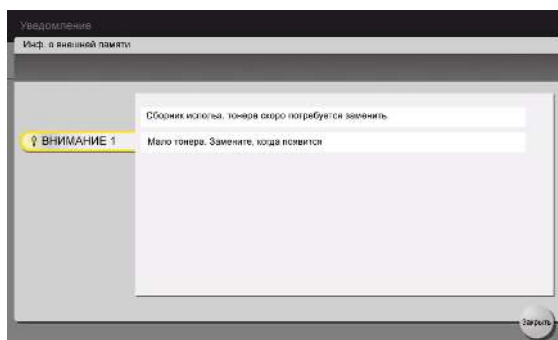 Уведомление
Инф. о внешней памяти
Сборник использ. тонера скоро потребуется заменить.
ВНИМАНИЕ 1
Мало тонера. Замените, когда появится
Закрыть